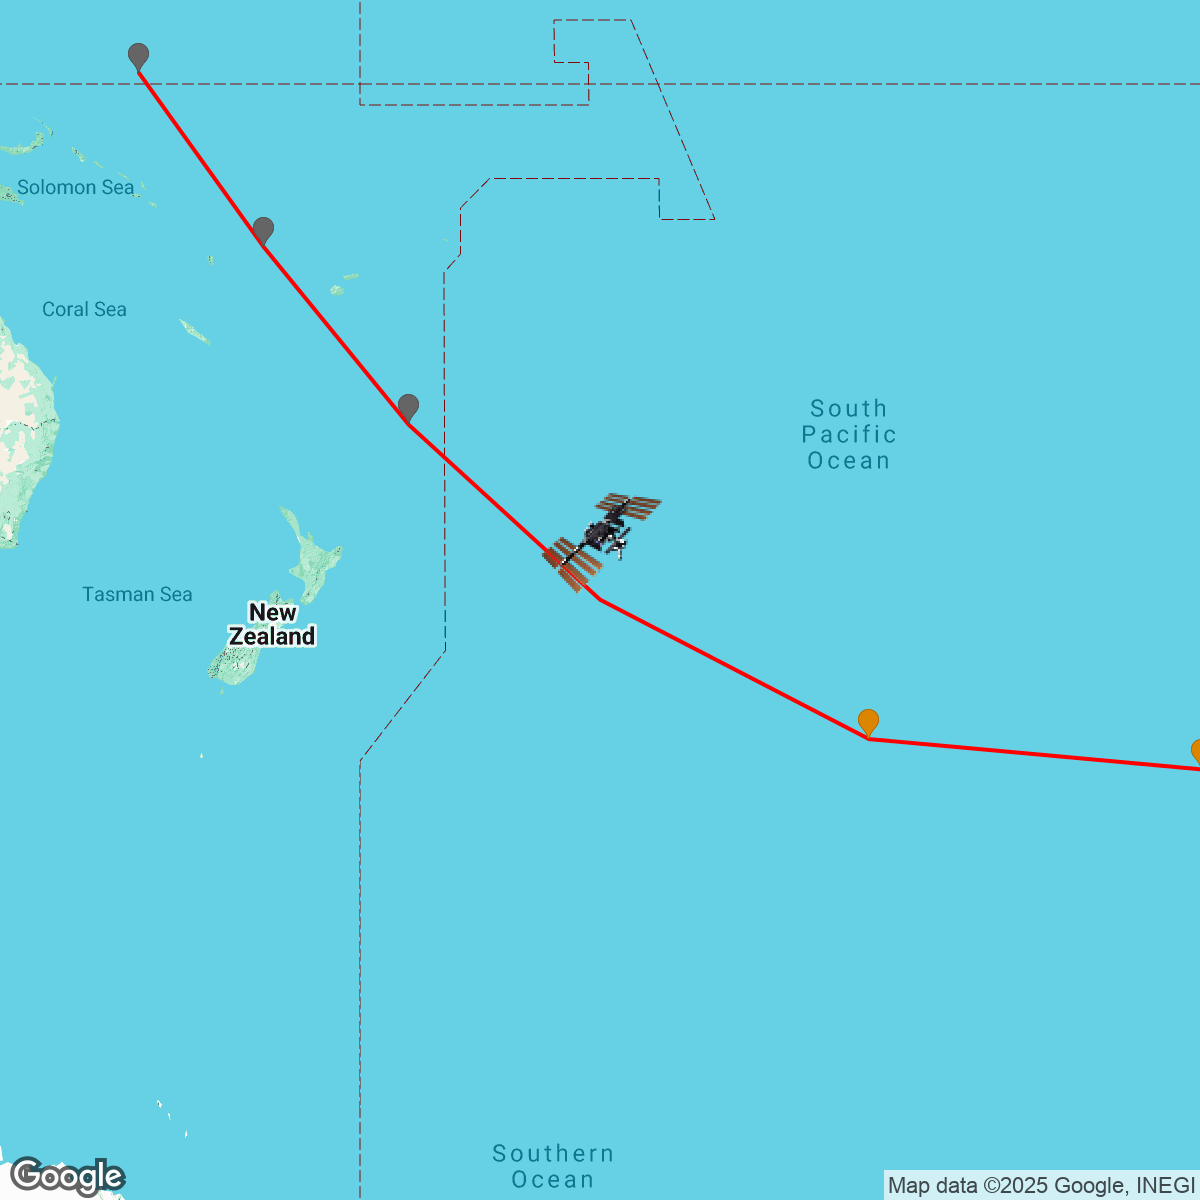 Solomon Sea
Coral Sea
South
Pacific
Ocean
Tasman Sea
New
Zealand
Southern
Ocean
Google
Map data ©2025 Google, INEGI